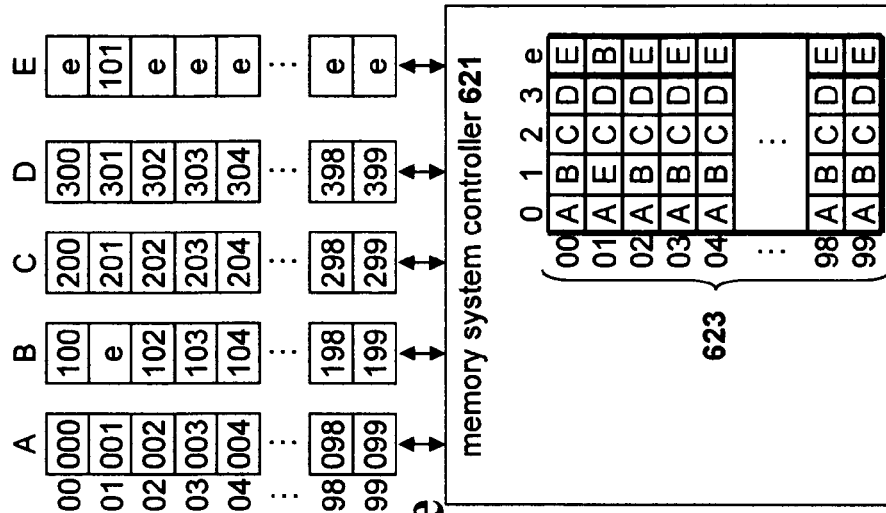 A B C D E
00 000 100 200 300 e
01 001 e 201 301 101
02 002 102 202 302 e
03 003 103 203 303 e
04 004 104 204 304 e
... ... ... ... ... ...
98 098 198 298 398 e
99 099 199 299 399 e
e
memory system controller 621
0 1 2 3 e
00 A B C D E
01 A E C D B
02 A B C D E
03 A B C D E
04 A B C D E
... ...
98 A B C D E
99 A B C D E
623